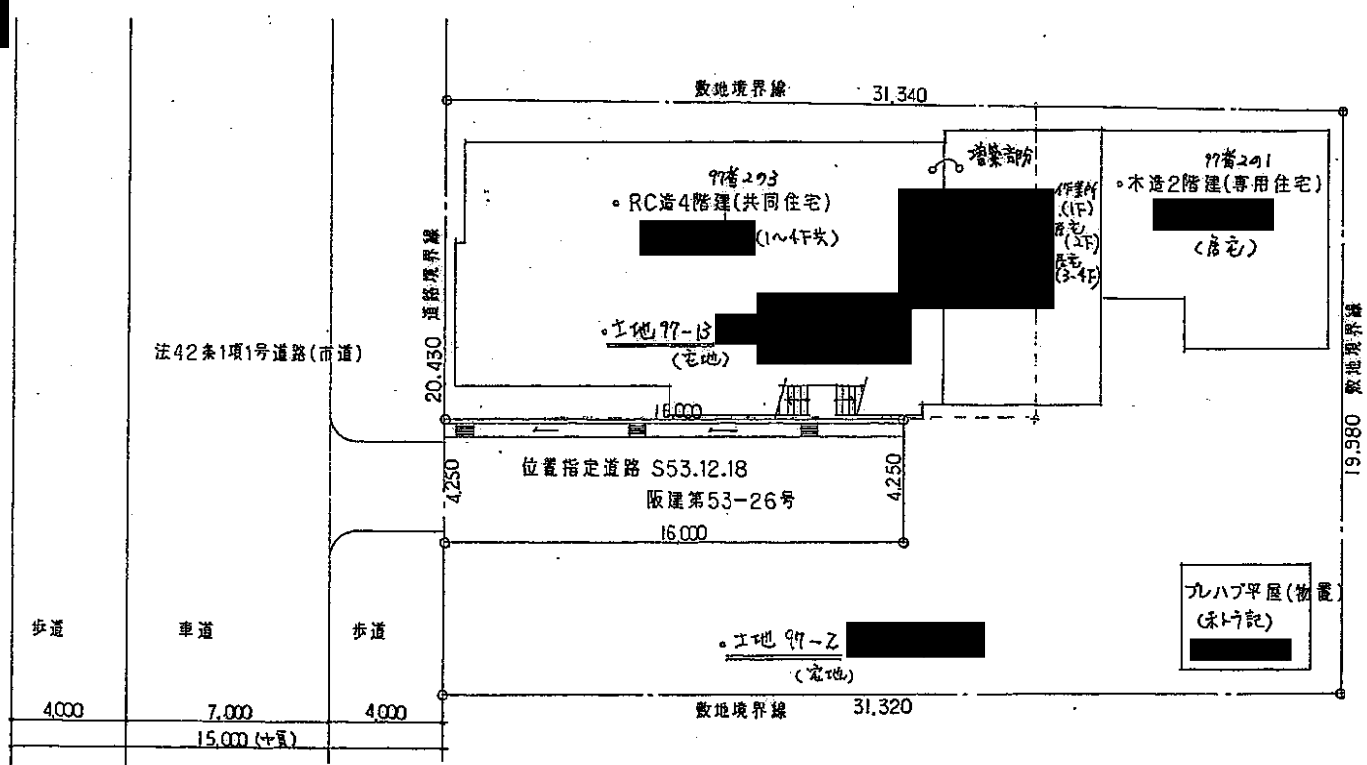 敷地境界線 31.340
増築部分
97番2の3
RC造4階建(共同住宅)
(1~4F共)
作業所
(1F)
居宅
(2F)
居宅
(3-4F)
97番2の1
木造2階建(専用住宅)
(居宅)
20.430 道路境界線
土地 97-13
(宅地)
法42条1項1号道路(市道)
敷地境界線
19.980
16.000
位置指定道路 S53.12.18
阪建第53-26号
4.250
4.250
16.000
プレハブ平屋(物置)
(未トウ記)
歩道
車道
歩道
土地 97-2
(宅地)
敷地境界線 31.320
4.000
7.000
4.000
15.000